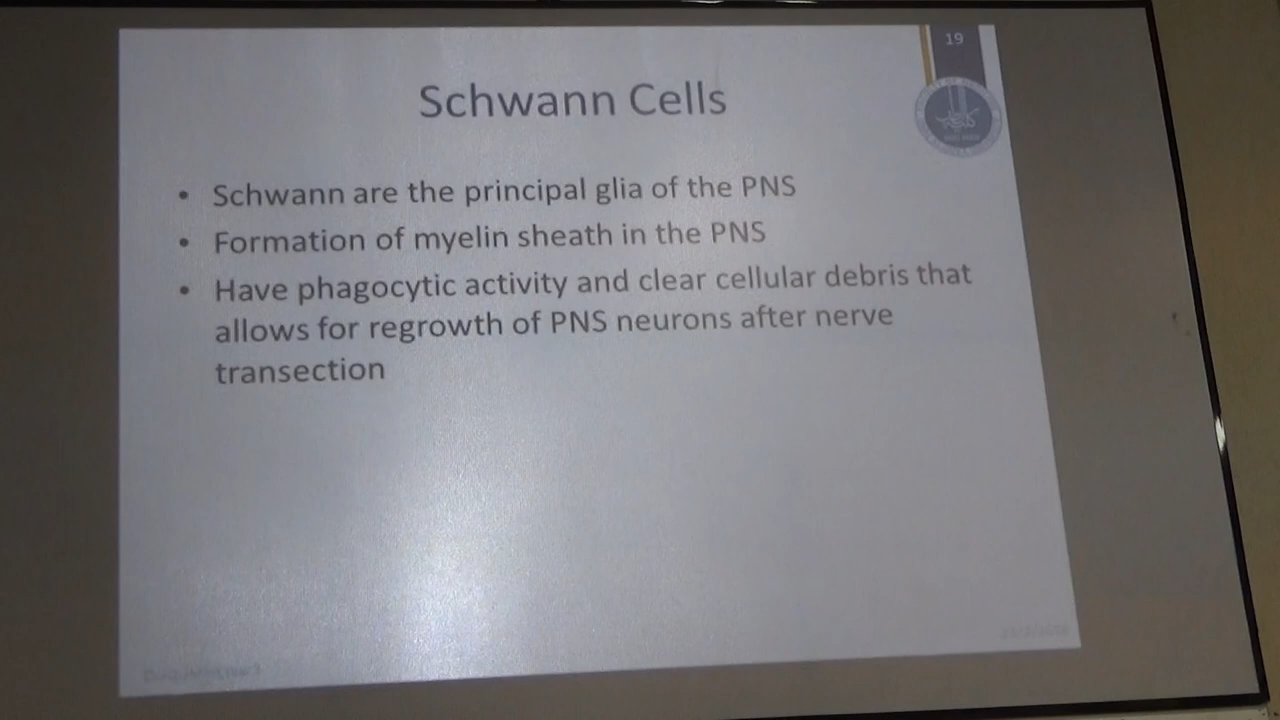 19
Schwann Cells
• Schwann are the principal glia of the PNS
• Formation of myelin sheath in the PNS
• Have phagocytic activity and clear cellular debris that
allows for regrowth of PNS neurons after nerve
transection